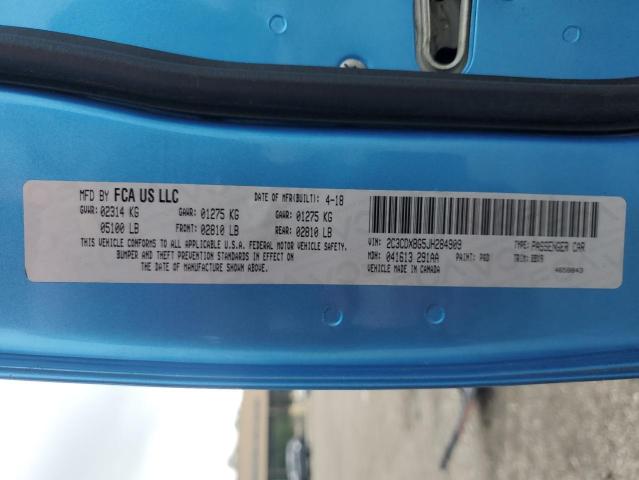 MFD BY FCA US LLC DATE OF MFR(BUILT): 4-18
GVWR: 02314 KG GAWR: 01275 KG GAWR: 01275 KG
05100 LB FRONT: 02810 LB REAR: 02810 LB
THIS VEHICLE CONFORMS TO ALL APPLICABLE U.S.A. FEDERAL MOTOR VEHICLE SAFETY,
BUMPER AND THEFT PREVENTION STANDARDS IN EFFECT ON
THE DATE OF MANUFACTURE SHOWN ABOVE.
VIN: 2C3CDXBG5JH284909 TYPE: PASSENGER CAR
MDH: 041613 291AA PAINT: PQD TRIM:
VEHICLE MADE IN CANADA 4650843